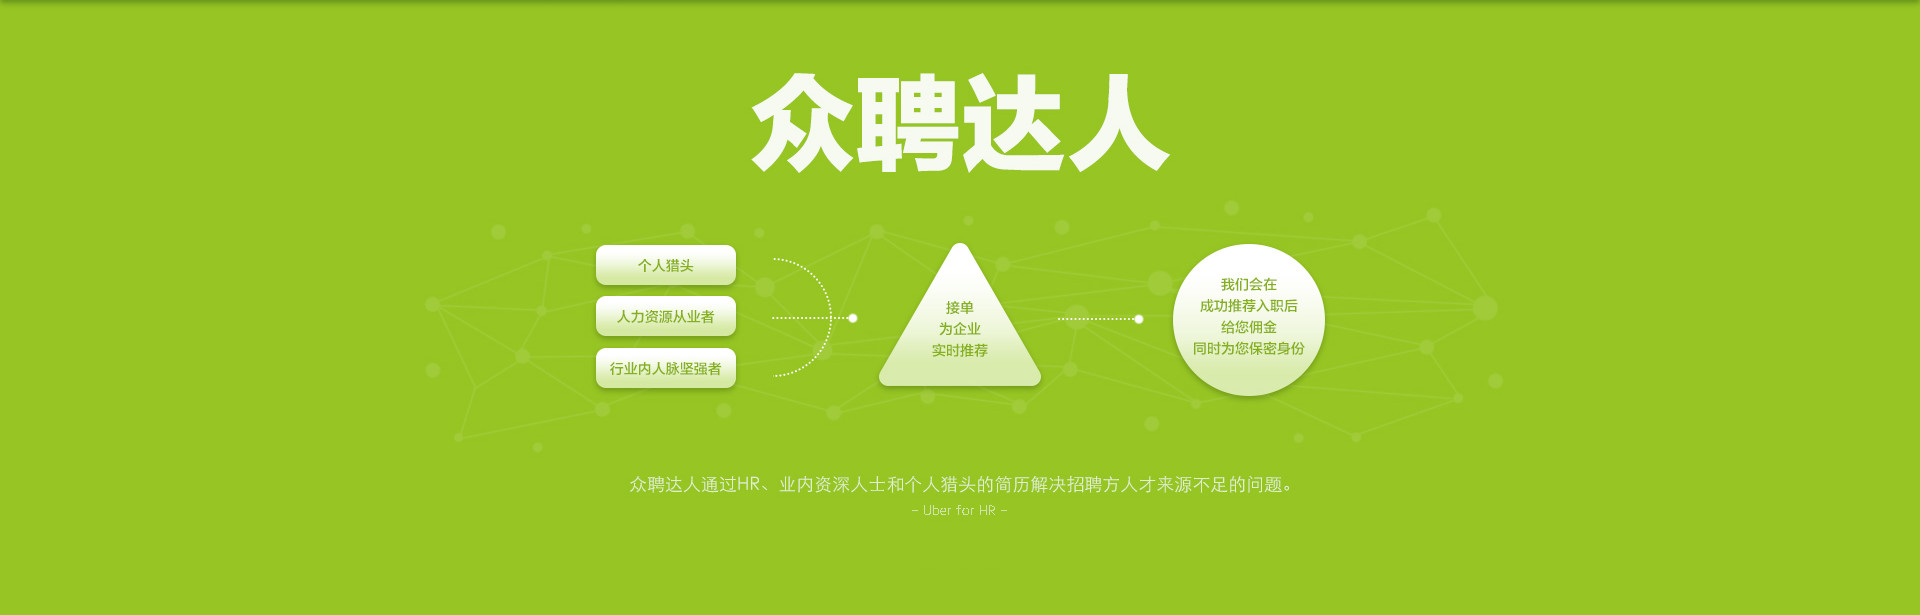 众聘达人
个人猎头
人力资源从业者
行业内人脉坚强者
接单
为企业
实时推荐
我们会在
成功推荐入职后
给您佣金
同时为您保密身份
众聘达人通过HR、业内资深人士和个人猎头的简历解决招聘方人才来源不足的问题。
- Uber for HR -